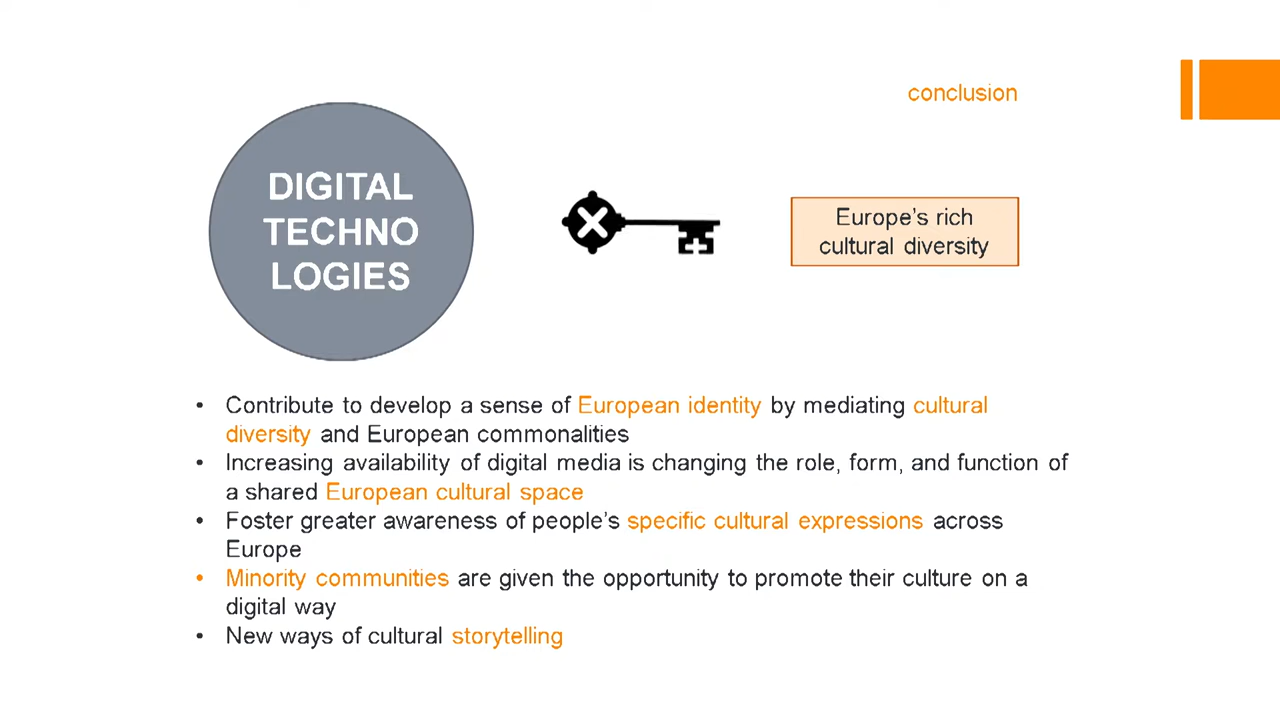 conclusion
DIGITAL
TECHNO
LOGIES
Europe's rich
cultural diversity
• Contribute to develop a sense of European identity by mediating cultural
diversity and European commonalities
• Increasing availability of digital media is changing the role, form, and function of
a shared European cultural space
• Foster greater awareness of people's specific cultural expressions across
Europe
• Minority communities are given the opportunity to promote their culture on a
digital way
• New ways of cultural storytelling